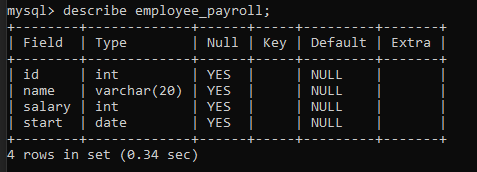 mysql> describe employee_payroll;
+--------+-------------+------+-----+---------+-------+
| Field | Type | Null | Key | Default | Extra |
+--------+-------------+------+-----+---------+-------+
| id | int | YES | | NULL | |
| name | varchar(20) | YES | | NULL | |
| salary | int | YES | | NULL | |
| start | date | YES | | NULL | |
+--------+-------------+------+-----+---------+-------+
4 rows in set (0.34 sec)